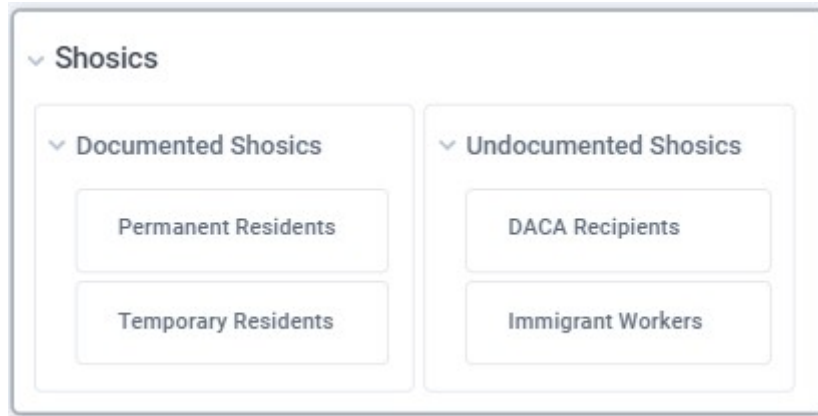 Shosics
Documented Shosics
Permanent Residents
Temporary Residents
Undocumented Shosics
DACA Recipients
Immigrant Workers